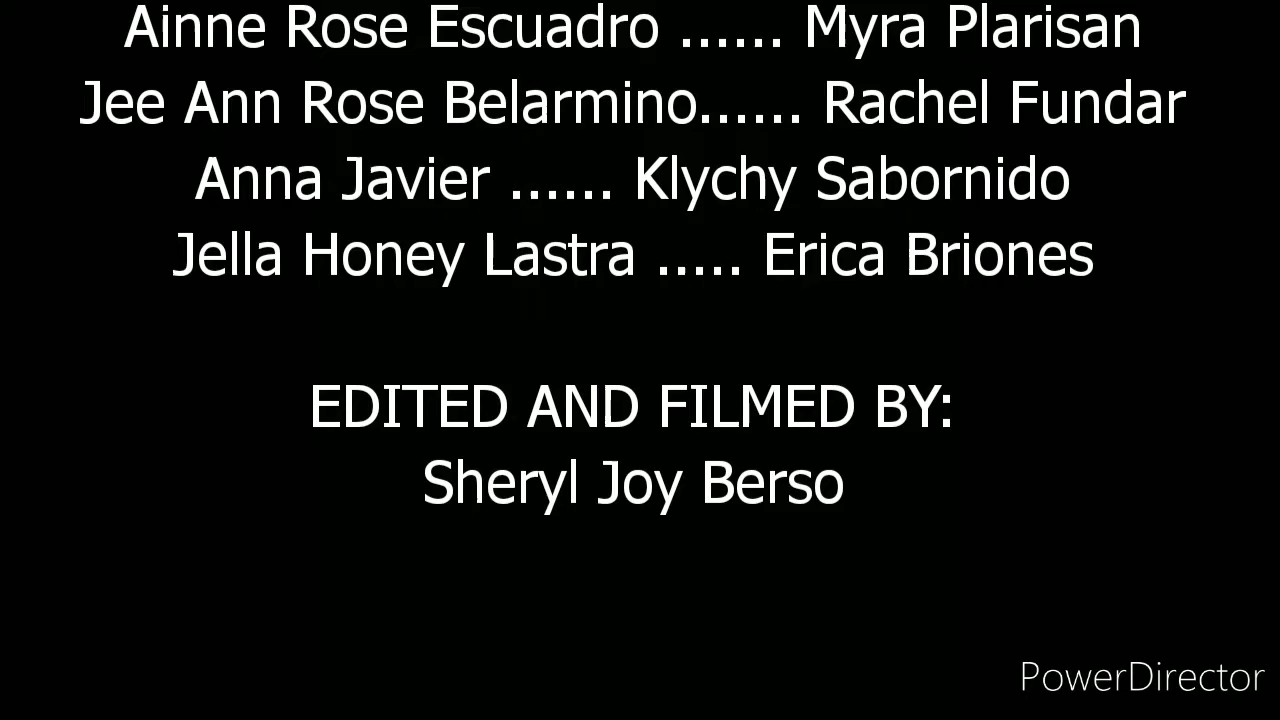 Ainne Rose Escuadro ...... Myra Plarisan
Jee Ann Rose Belarmino...... Rachel Fundar
Anna Javier ...... Klychy Sabornido
Jella Honey Lastra ..... Erica Briones
EDITED AND FILMED BY:
Sheryl Joy Berso
PowerDirector